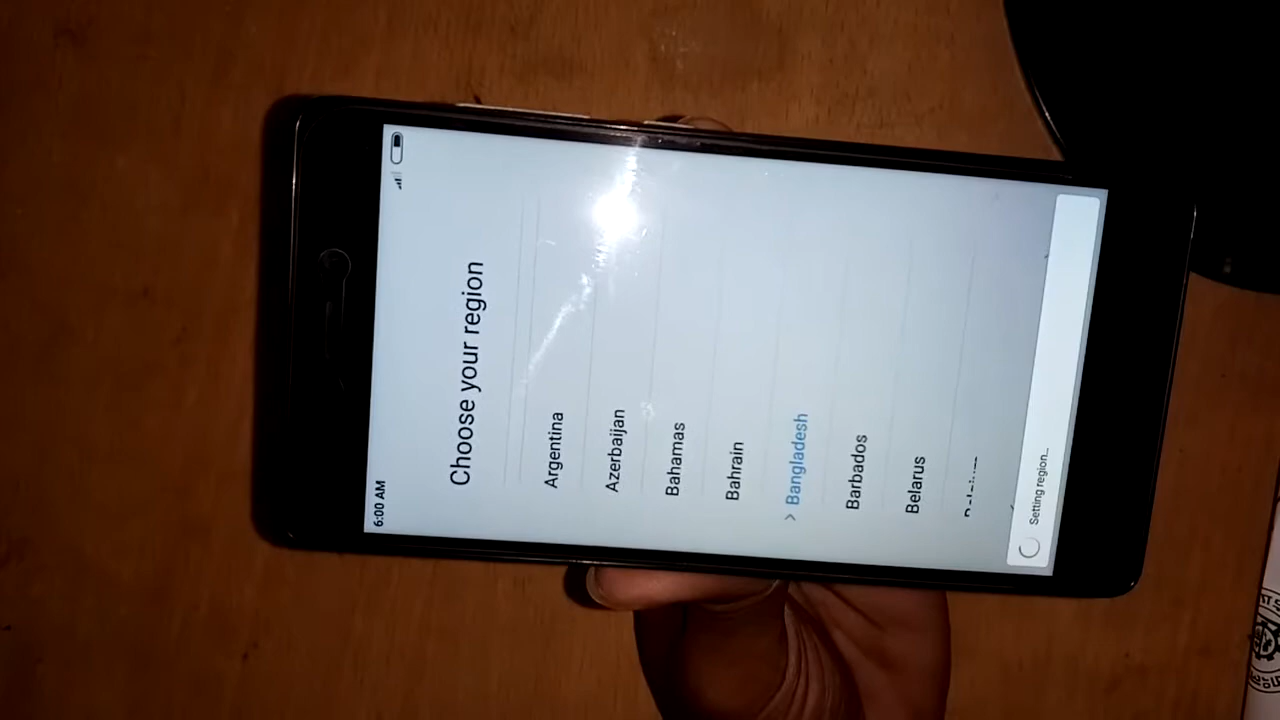 6:00 AM
Choose your region
Argentina
Azerbaijan
Bahamas
Bahrain
Bangladesh
Barbados
Belarus
Setting region...